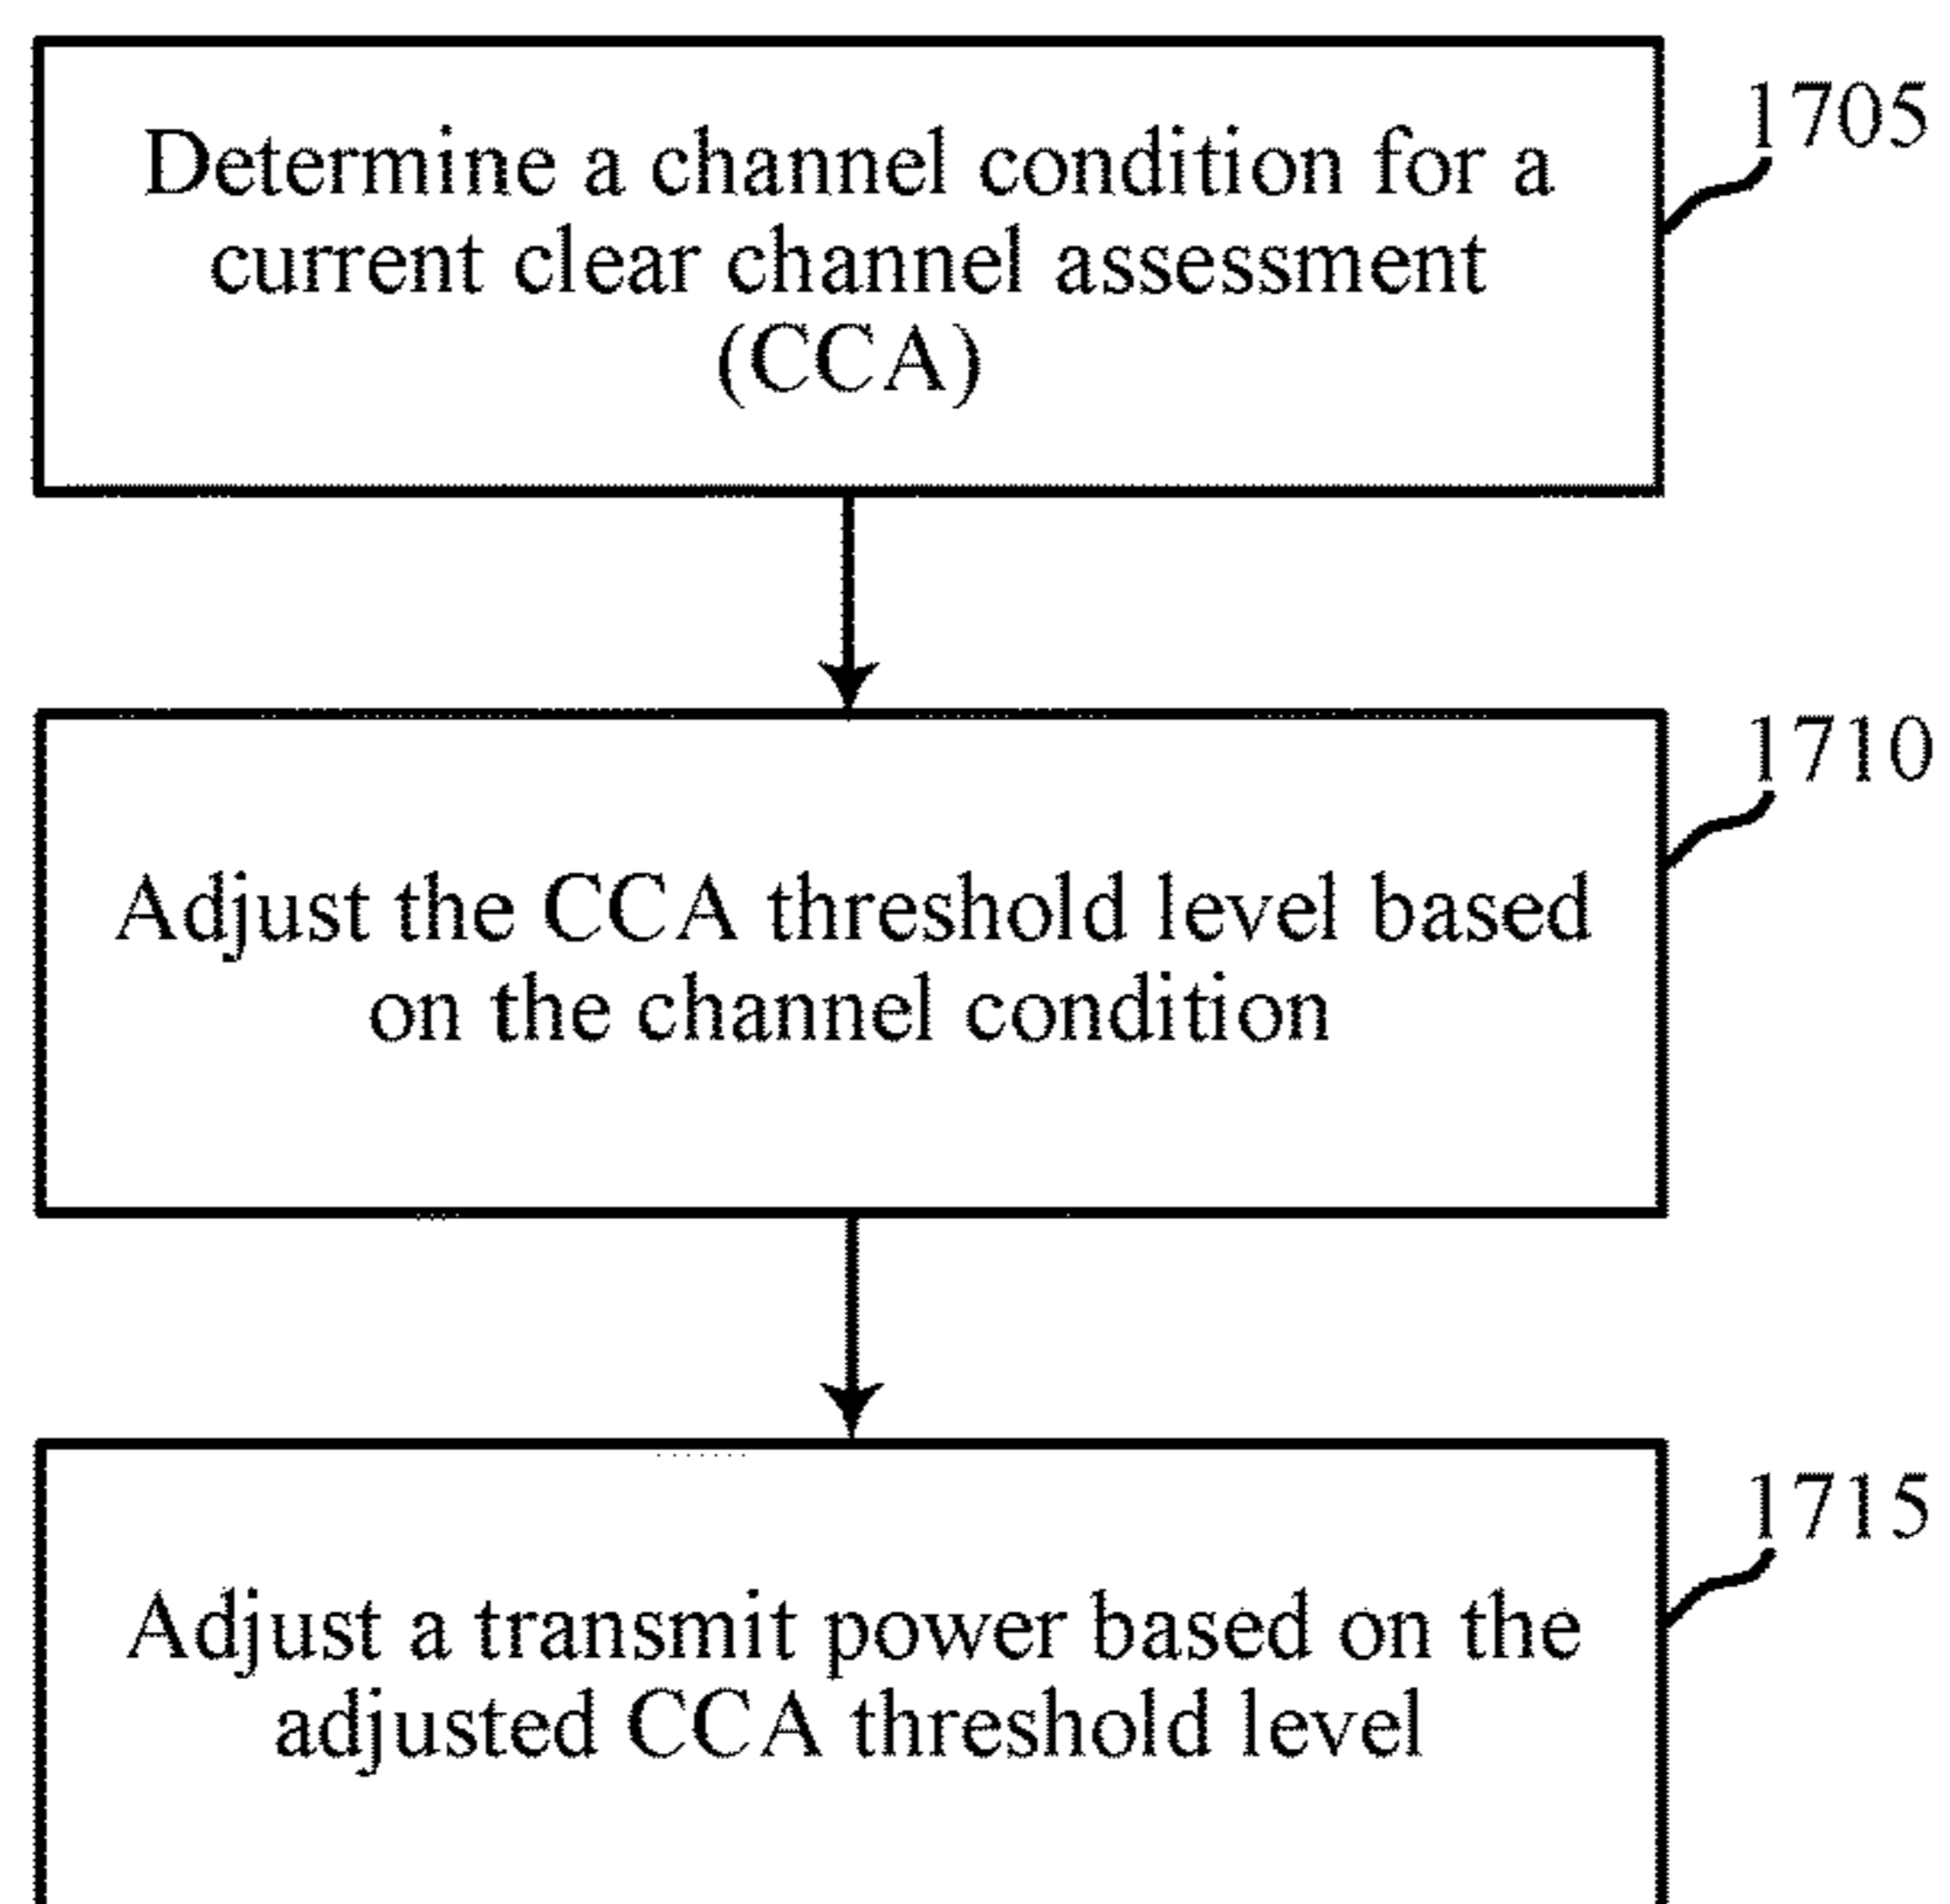 Determine a channel condition for a
current clear channel assessment
(CCA)
1705
Adjust the CCA threshold level based
on the channel condition
1710
Adjust a transmit power based on the
adjusted CCA threshold level
1715